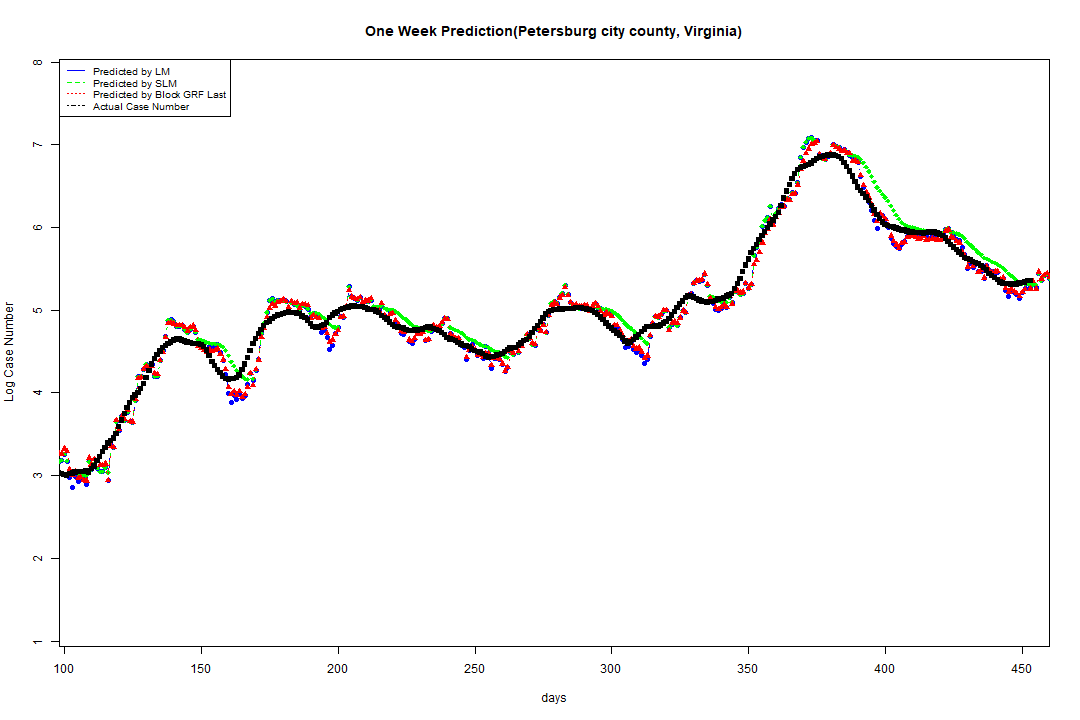 One Week Prediction(Petersburg city county, Virginia)
Predicted by LM
Predicted by SLM
Predicted by Block GRF Last
Actual Case Number
8
7
6
5
4
3
2
1
Log Case Number
100 150 200 250 300 350 400 450
days